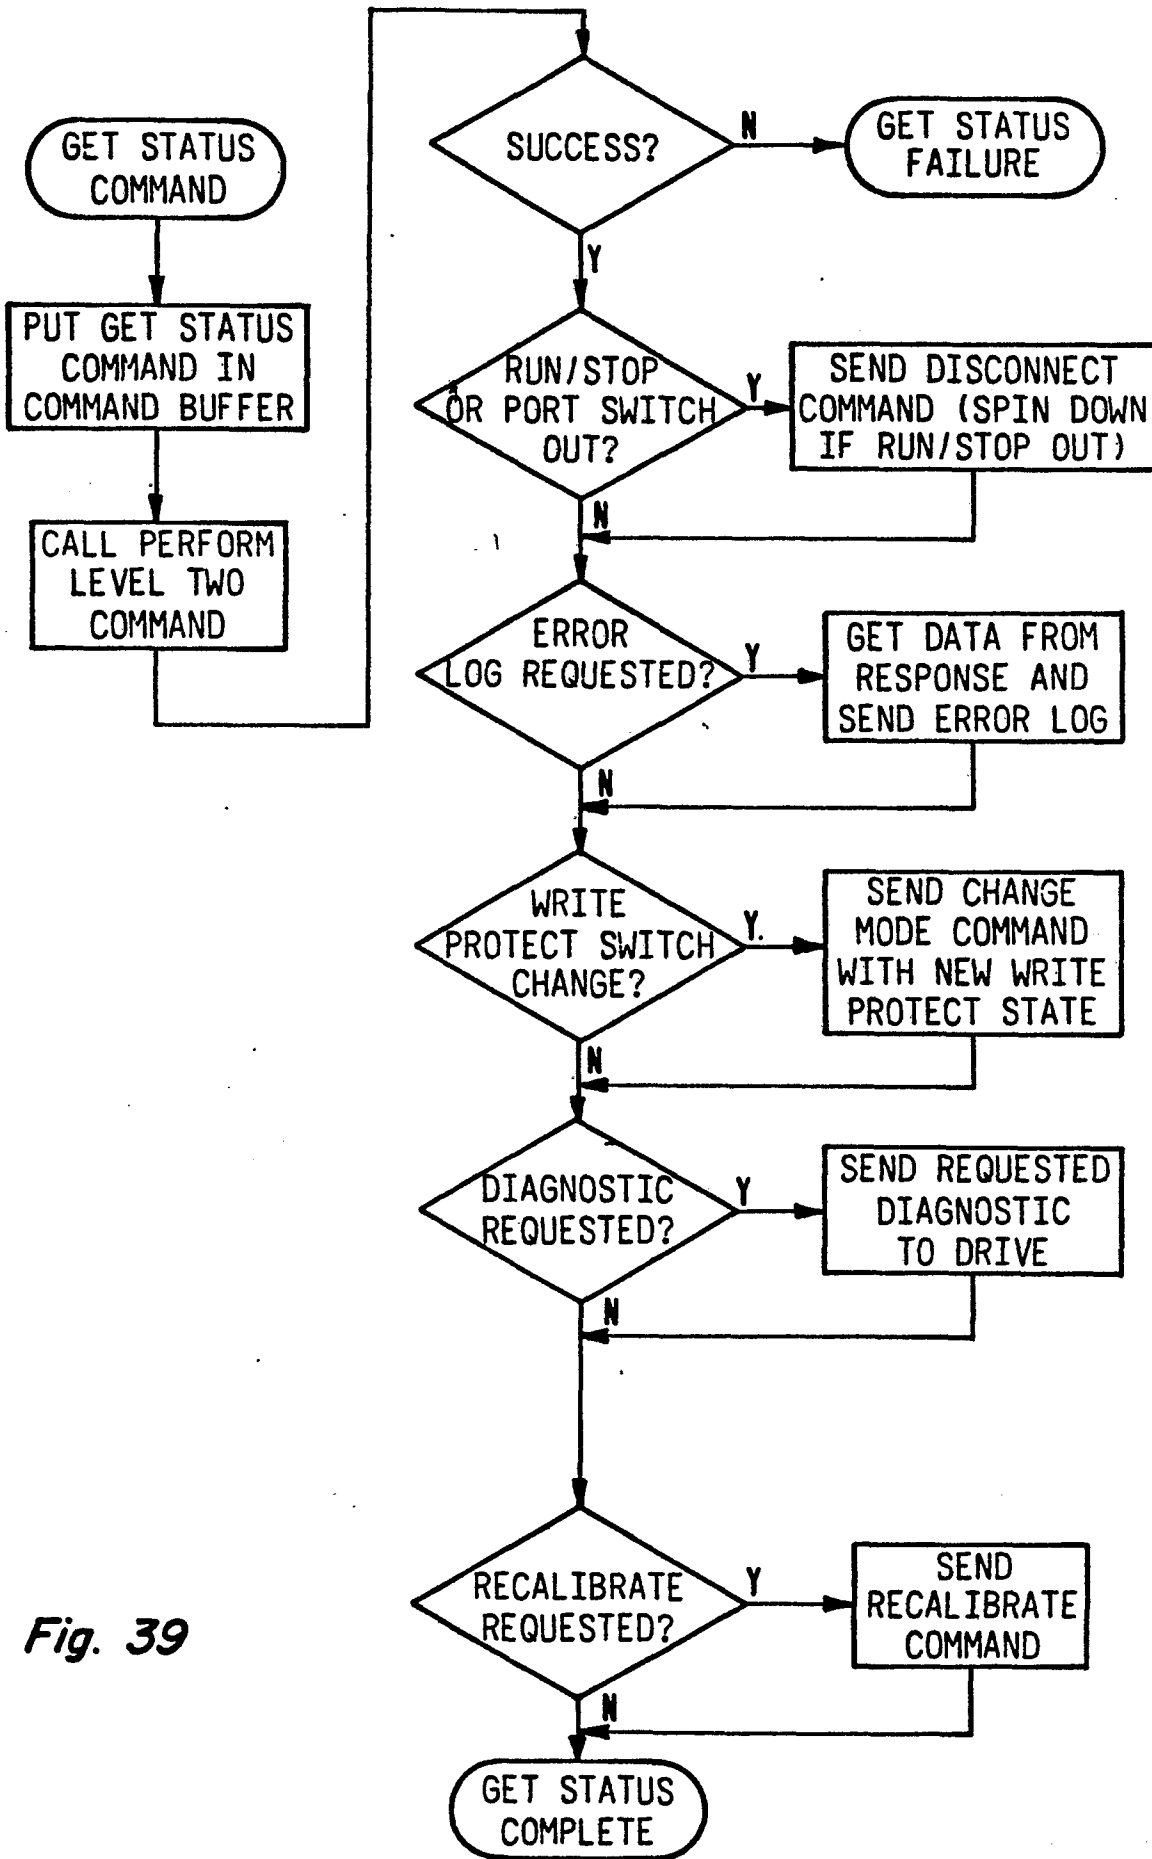 GET STATUS
COMMAND
PUT GET STATUS
COMMAND IN
COMMAND BUFFER
CALL PERFORM
LEVEL TWO
COMMAND
SUCCESS?
N
GET STATUS
FAILURE
Y
RUN/STOP
OR PORT SWITCH
OUT?
Y
SEND DISCONNECT
COMMAND (SPIN DOWN
IF RUN/STOP OUT)
N
ERROR
LOG REQUESTED?
Y
GET DATA FROM
RESPONSE AND
SEND ERROR LOG
N
WRITE
PROTECT SWITCH
CHANGE?
Y
SEND CHANGE
MODE COMMAND
WITH NEW WRITE
PROTECT STATE
N
DIAGNOSTIC
REQUESTED?
Y
SEND REQUESTED
DIAGNOSTIC
TO DRIVE
N
RECALIBRATE
REQUESTED?
Y
SEND
RECALIBRATE
COMMAND
N
GET STATUS
COMPLETE
Fig. 39